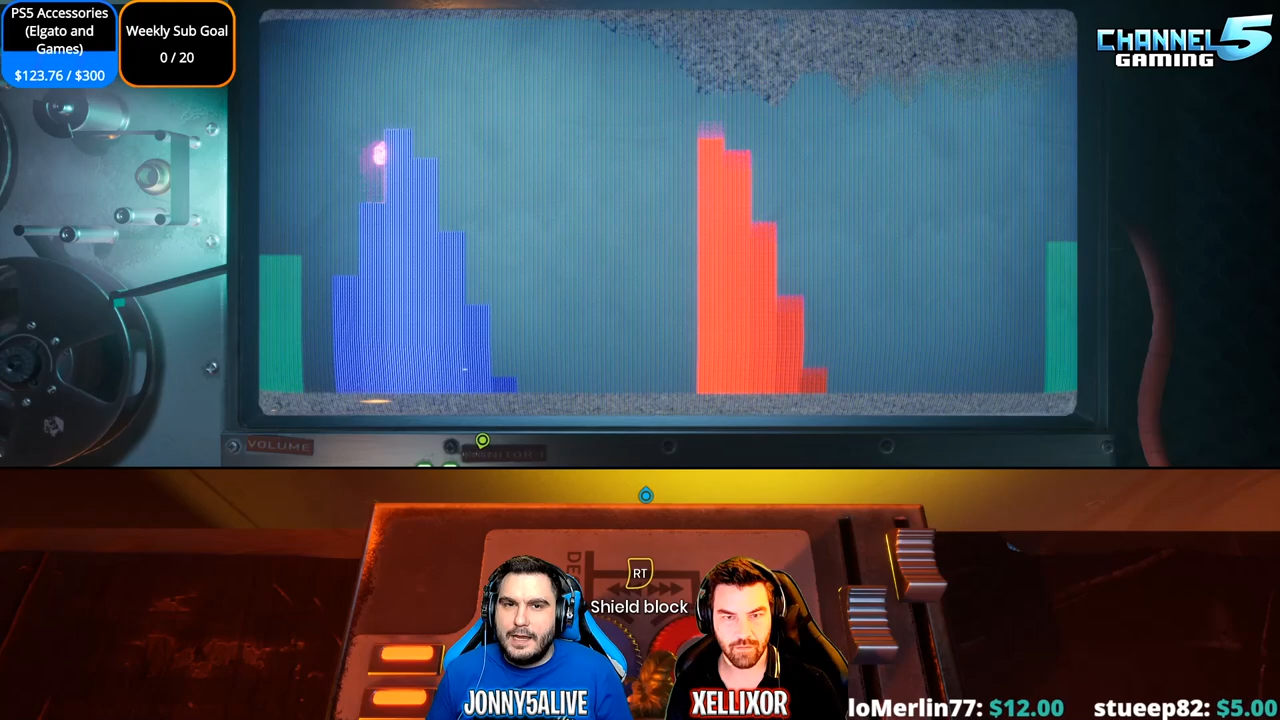 PS5 Accessories
(Elgato and
Games)
$123.76 / $300
Weekly Sub Goal
0 / 20
CHANNEL 5
GAMING
VOLUME
RT
Shield block
JONNY5ALIVE
XELLIXOR
loMerlin77: $12.00 stueep82: $5.00